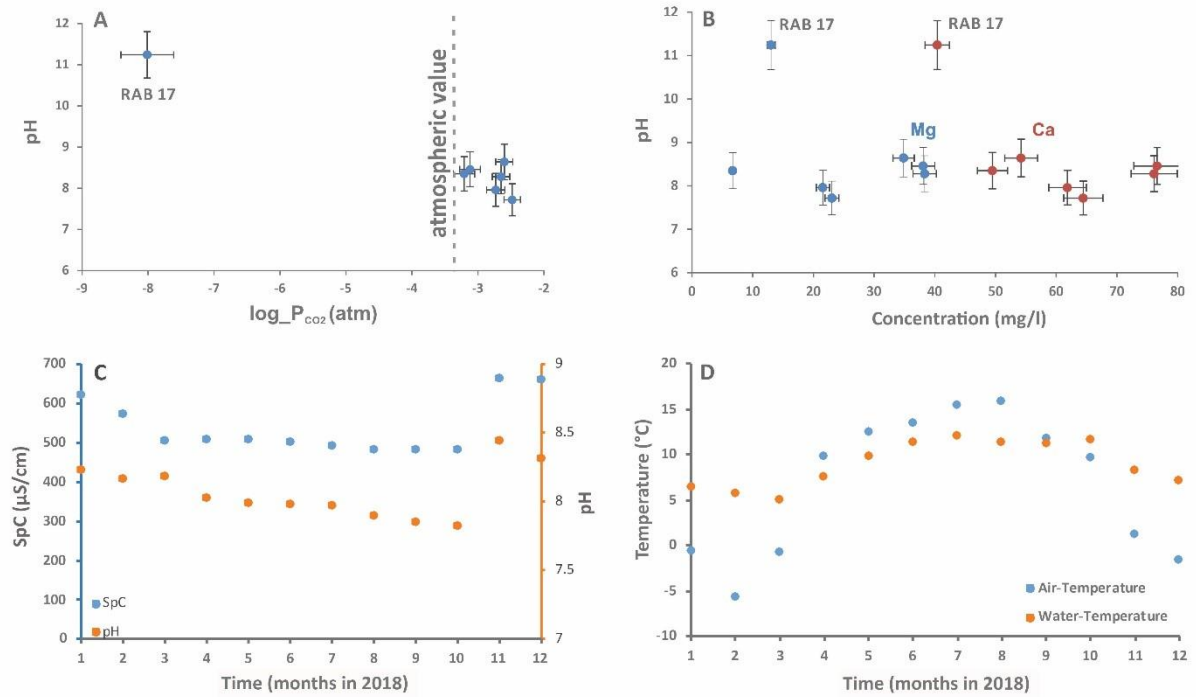 A
12
11
10
9
8
7
6
pH
RAB 17
atmospheric value
-9 -8 -7 -6 -5 -4 -3 -2
log_P_CO2 (atm)
B
12
11
10
9
8
7
6
pH
RAB 17 RAB 17
Mg Ca
0 10 20 30 40 50 60 70 80
Concentration (mg/l)
C
700
600
500
400
300
200
100
0
SpC (µS/cm)
9
8.5
8
7.5
7
pH
SpC
pH
1 2 3 4 5 6 7 8 9 10 11 12
Time (months in 2018)
D
20
15
10
5
0
-5
-10
Temperature (°C)
Air-Temperature
Water-Temperature
1 2 3 4 5 6 7 8 9 10 11 12
Time (months in 2018)